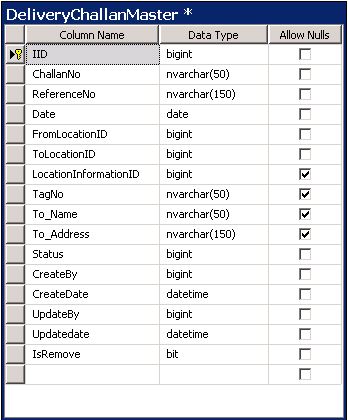 DeliveryChallanMaster *
Column Name Data Type Allow Nulls
IID bigint
ChallanNo nvarchar(50)
ReferenceNo nvarchar(150)
Date date
FromLocationID bigint
ToLocationID bigint
LocationInformationID bigint
TagNo nvarchar(50)
To_Name nvarchar(50)
To_Address nvarchar(150)
Status bigint
CreateBy bigint
CreateDate datetime
UpdateBy bigint
Updatedate datetime
IsRemove bit